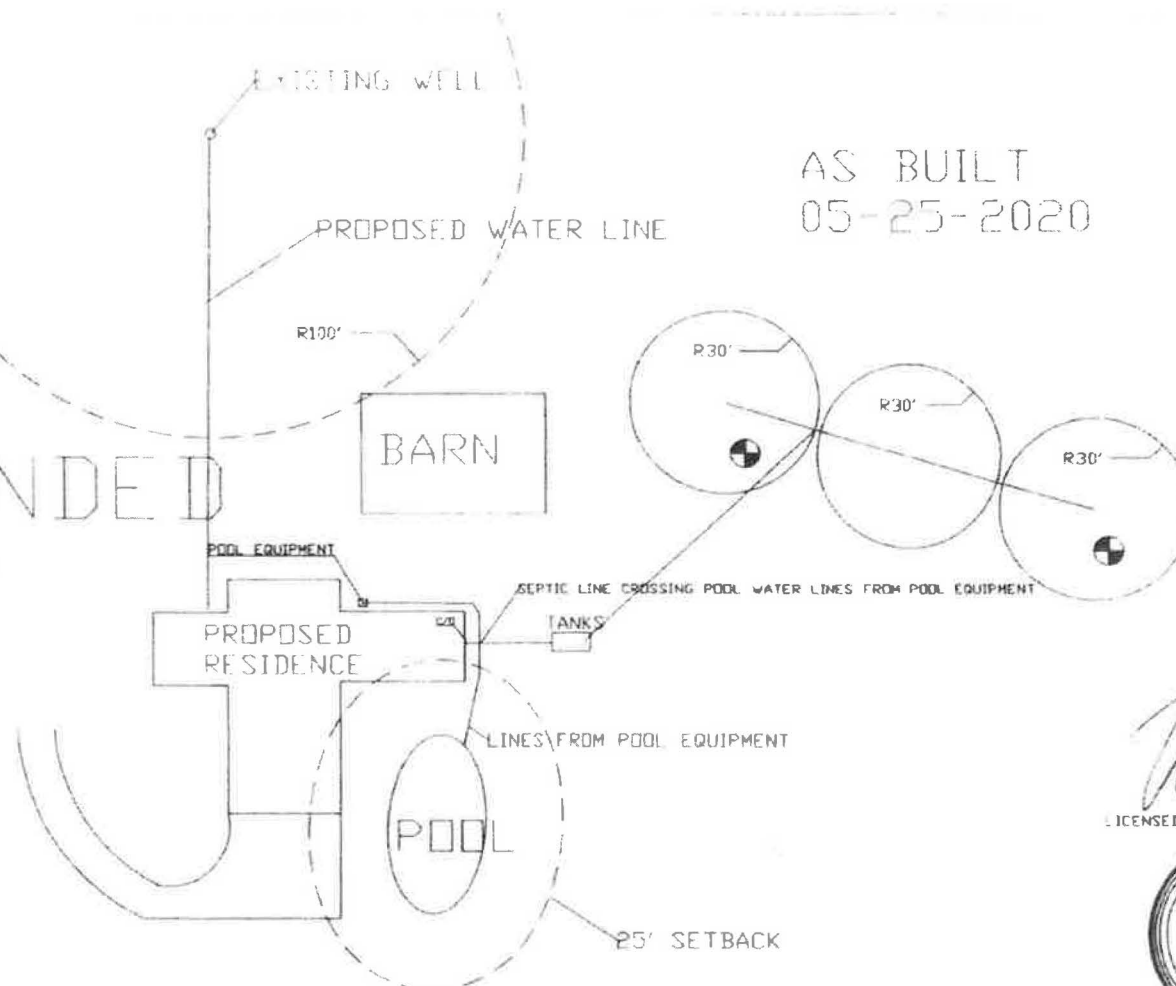 EXISTING WELL
AS BUILT
05-25-2020
PROPOSED WATER LINE
R100'
R30'
R30'
R30'
BARN
NDED
POOL EQUIPMENT
SEPTIC LINE CROSSING POOL WATER LINES FROM POOL EQUIPMENT
C/O
TANKS
PROPOSED
RESIDENCE
LINES FROM POOL EQUIPMENT
POOL
LICENSED
25' SETBACK